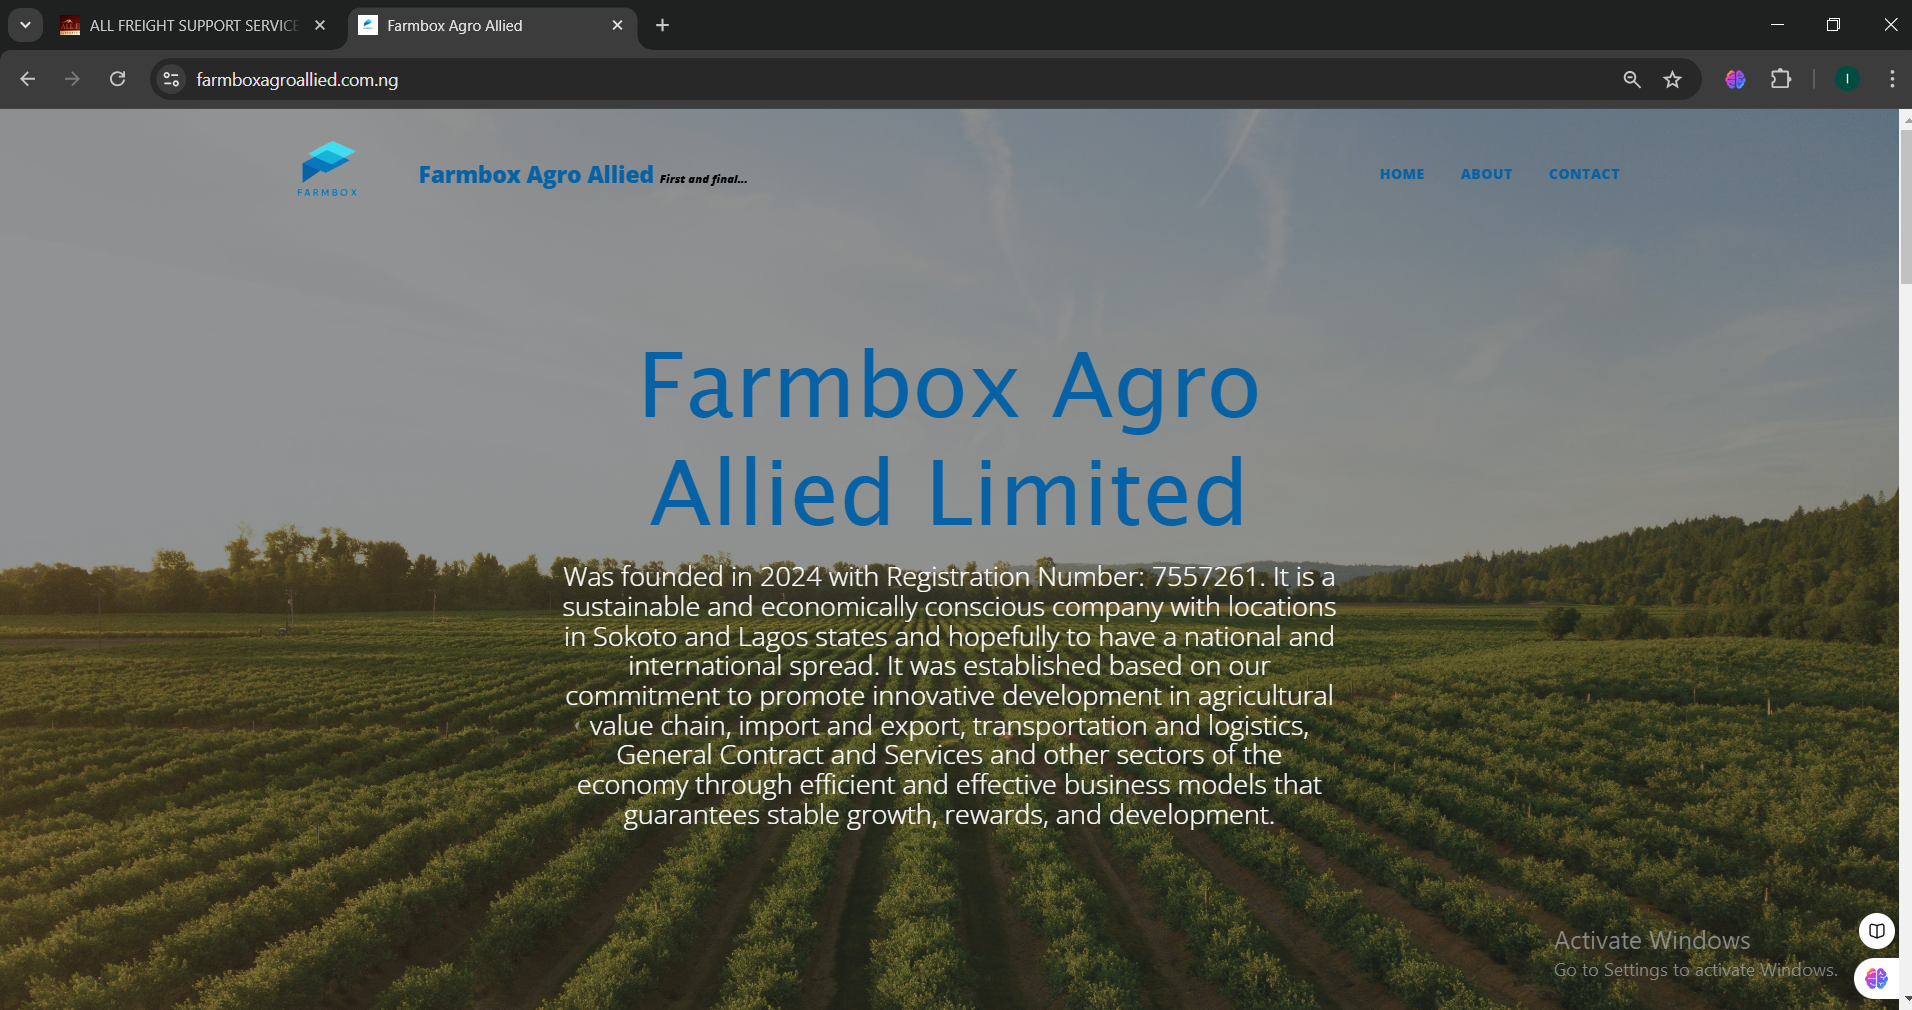 ALL FREIGHT SUPPORT SERVICE
Farmbox Agro Allied
farmboxagroallied.com.ng
I
FARMBOX
Farmbox Agro Allied First and final...
HOME ABOUT CONTACT
Farmbox Agro
Allied Limited
Was founded in 2024 with Registration Number: 7557261. It is a
sustainable and economically conscious company with locations
in Sokoto and Lagos states and hopefully to have a national and
international spread. It was established based on our
commitment to promote innovative development in agricultural
value chain, import and export, transportation and logistics,
General Contract and Services and other sectors of the
economy through efficient and effective business models that
guarantees stable growth, rewards, and development.
Activate Windows
Go to Settings to activate Windows.